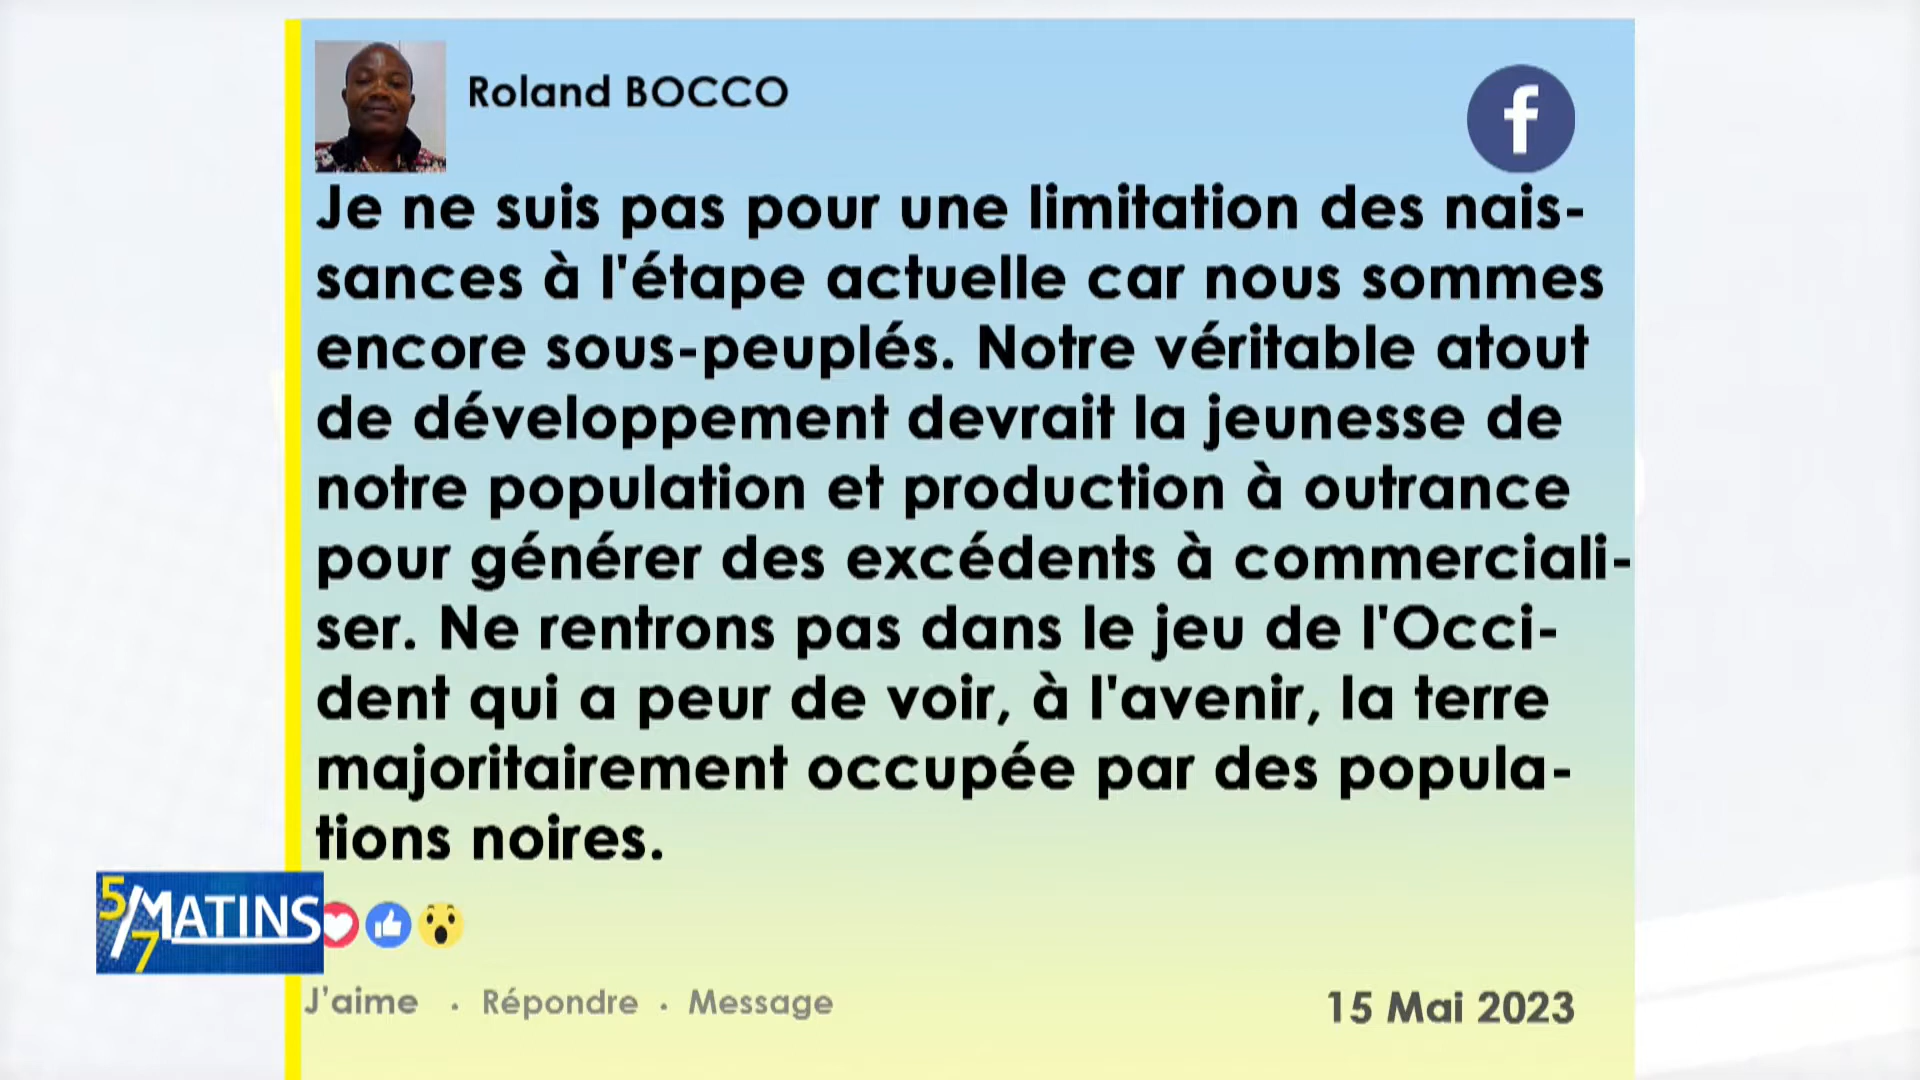 Roland BOCCO
f
Je ne suis pas pour une limitation des nais-
sances à l'étape actuelle car nous sommes
encore sous-peuplés. Notre véritable atout
de développement devrait la jeunesse de
notre population et production à outrance
pour générer des excédents à commerciali-
ser. Ne rentrons pas dans le jeu de l'Occi-
dent qui a peur de voir, à l'avenir, la terre
majoritairement occupée par des popula-
tions noires.
5/7 MATINS
J'aime . Répondre . Message
15 Mai 2023